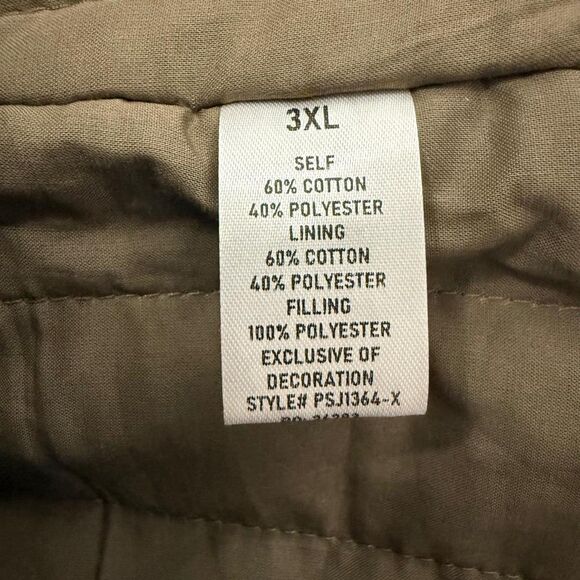 3XL
SELF
60% COTTON
40% POLYESTER
LINING
60% COTTON
40% POLYESTER
FILLING
100% POLYESTER
EXCLUSIVE OF
DECORATION
STYLE# PSJ1364-X